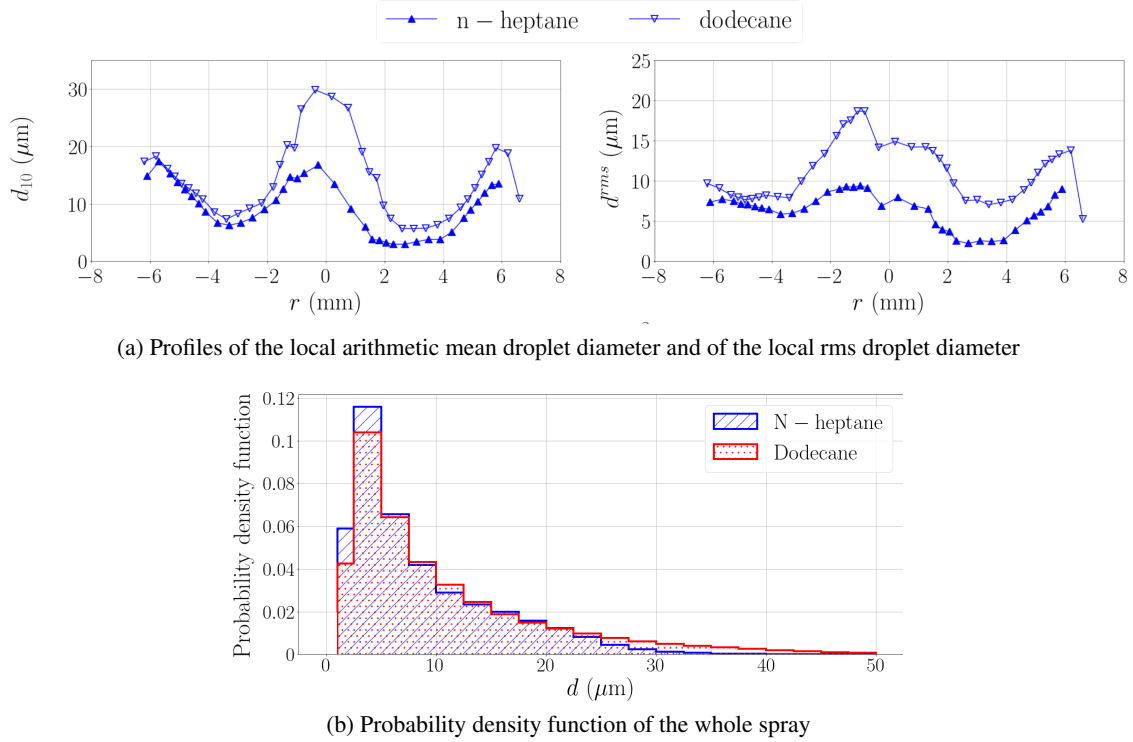 n − heptane dodecane
d10 (μm)
30
20
10
0
−8 −6 −4 −2 0 2 4 6 8
r (mm)
d^rms (μm)
25
20
15
10
5
0
−8 −6 −4 −2 0 2 4 6 8
r (mm)
(a) Profiles of the local arithmetic mean droplet diameter and of the local rms droplet diameter
Probability density function
0.12
0.1
0.08
0.06
0.04
0.02
0
N − heptane
Dodecane
0 10 20 30 40 50
d (μm)
(b) Probability density function of the whole spray